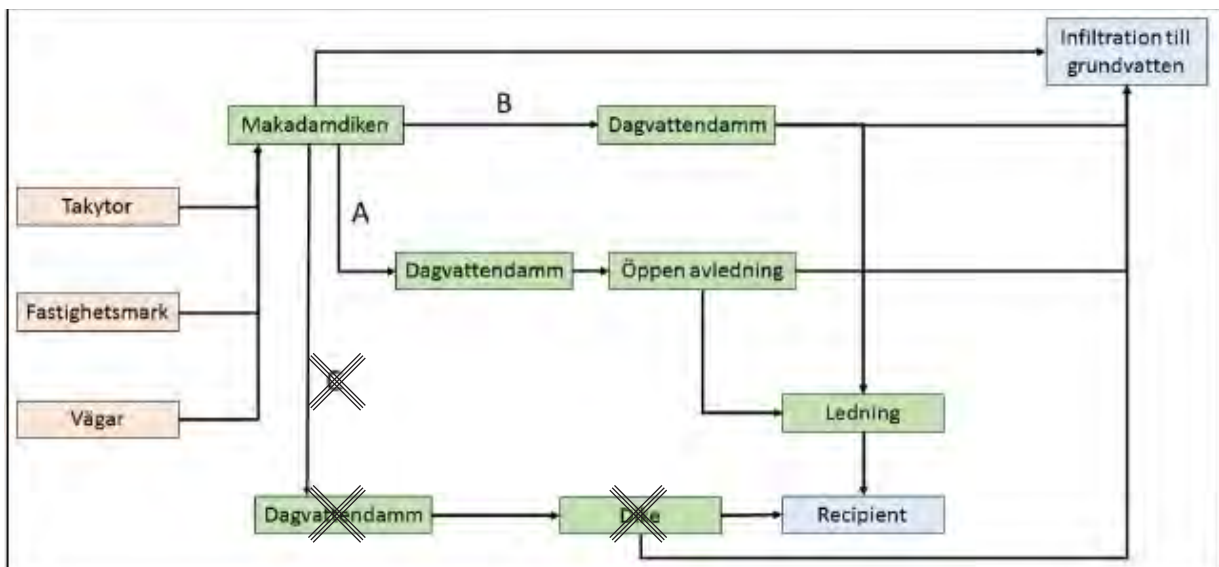 Infiltration till
grundvatten
B
Makadamdiken
Dagvattendamm
Takytor
A
Dagvattendamm
Öppen avledning
Fastighetsmark
Vägar
Ledning
Dagvattendamm
Recipient